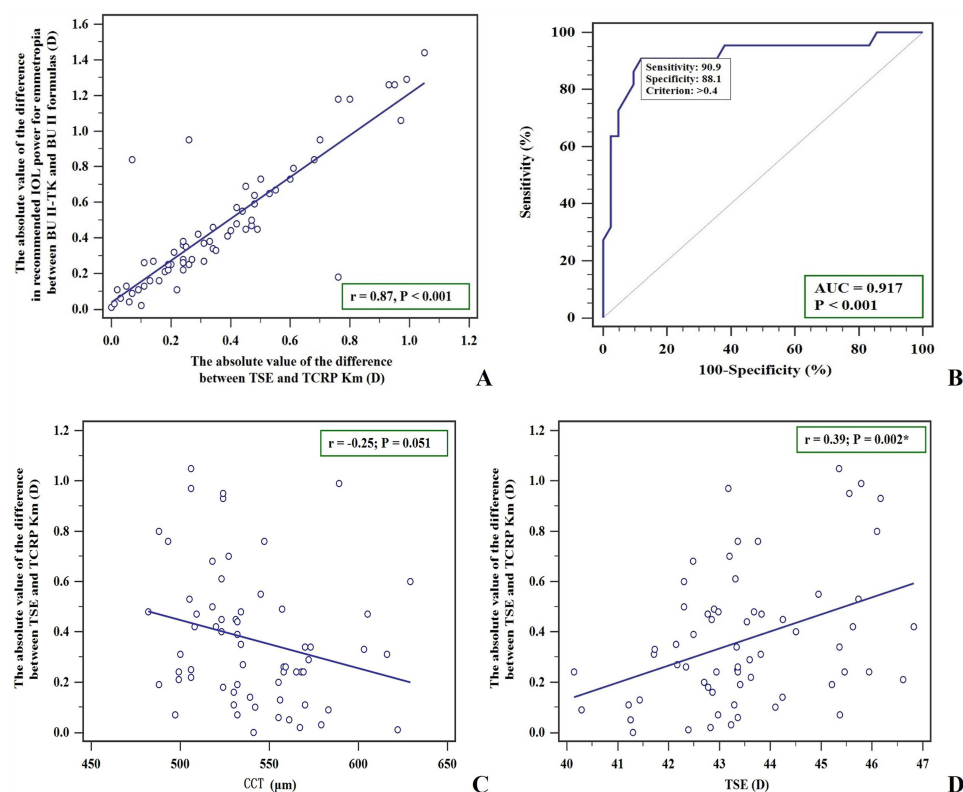 The absolute value of the difference
in recommended IOL power for emmetropia
between BU II-TK and BU II formulas (D)
1.6
1.4
1.2
1.0
0.8
0.6
0.4
0.2
0.0
r = 0.87, P < 0.001
0.0 0.2 0.4 0.6 0.8 1.0 1.2
The absolute value of the difference
between TSE and TCRP Km (D)
A
Sensitivity (%)
100
80
60
40
20
0
Sensitivity: 90.9
Specificity: 88.1
Criterion: >0.4
AUC = 0.917
P < 0.001
0 20 40 60 80 100
100-Specificity (%)
B
The absolute value of the difference
between TSE and TCRP Km (D)
1.2
1.0
0.8
0.6
0.4
0.2
0.0
r = -0.25; P = 0.051
450 500 550 600 650
CCT (μm)
C
The absolute value of the difference
between TSE and TCRP Km (D)
1.2
1.0
0.8
0.6
0.4
0.2
0.0
r = 0.39; P = 0.002*
40 41 42 43 44 45 46 47
TSE (D)
D